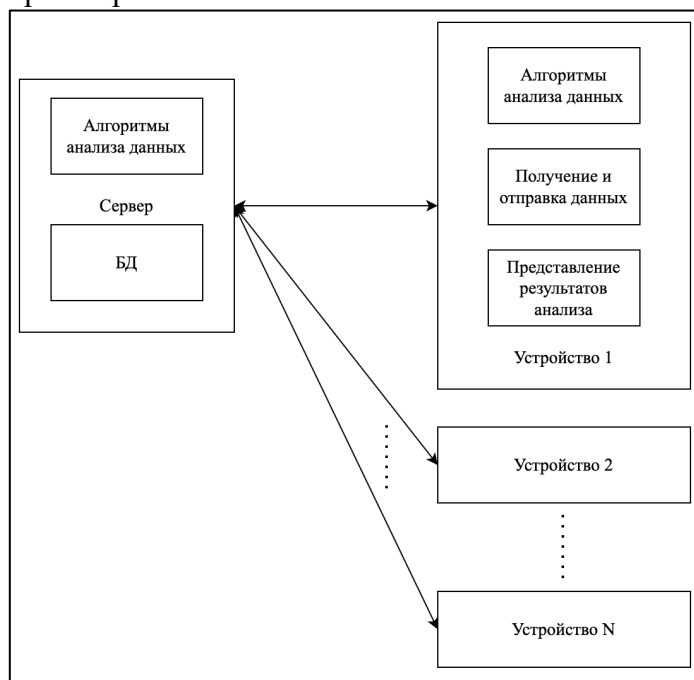 Алгоритмы
анализа данных
Сервер
БД
Алгоритмы
анализа данных
Получение и
отправка данных
Представление
результатов
анализа
Устройство 1
Устройство 2
Устройство N